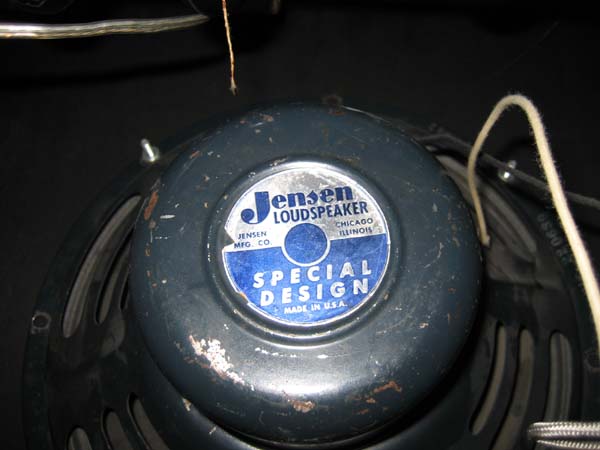 Jensen
LOUDSPEAKER
JENSEN MFG. CO.
CHICAGO ILLINOIS
SPECIAL
DESIGN
MADE IN U.S.A.